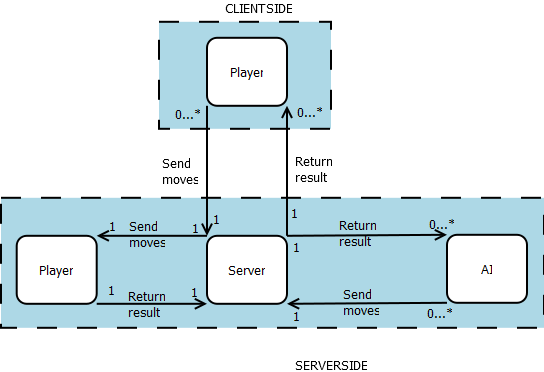 CLIENTSIDE
Player
0...*
0...*
Send
moves
Return
result
1
1
1
Send
moves
1
Return
result
0...*
Player
Server
1
AI
1
Return
result
1
Send
moves
1
0...*
SERVERSIDE